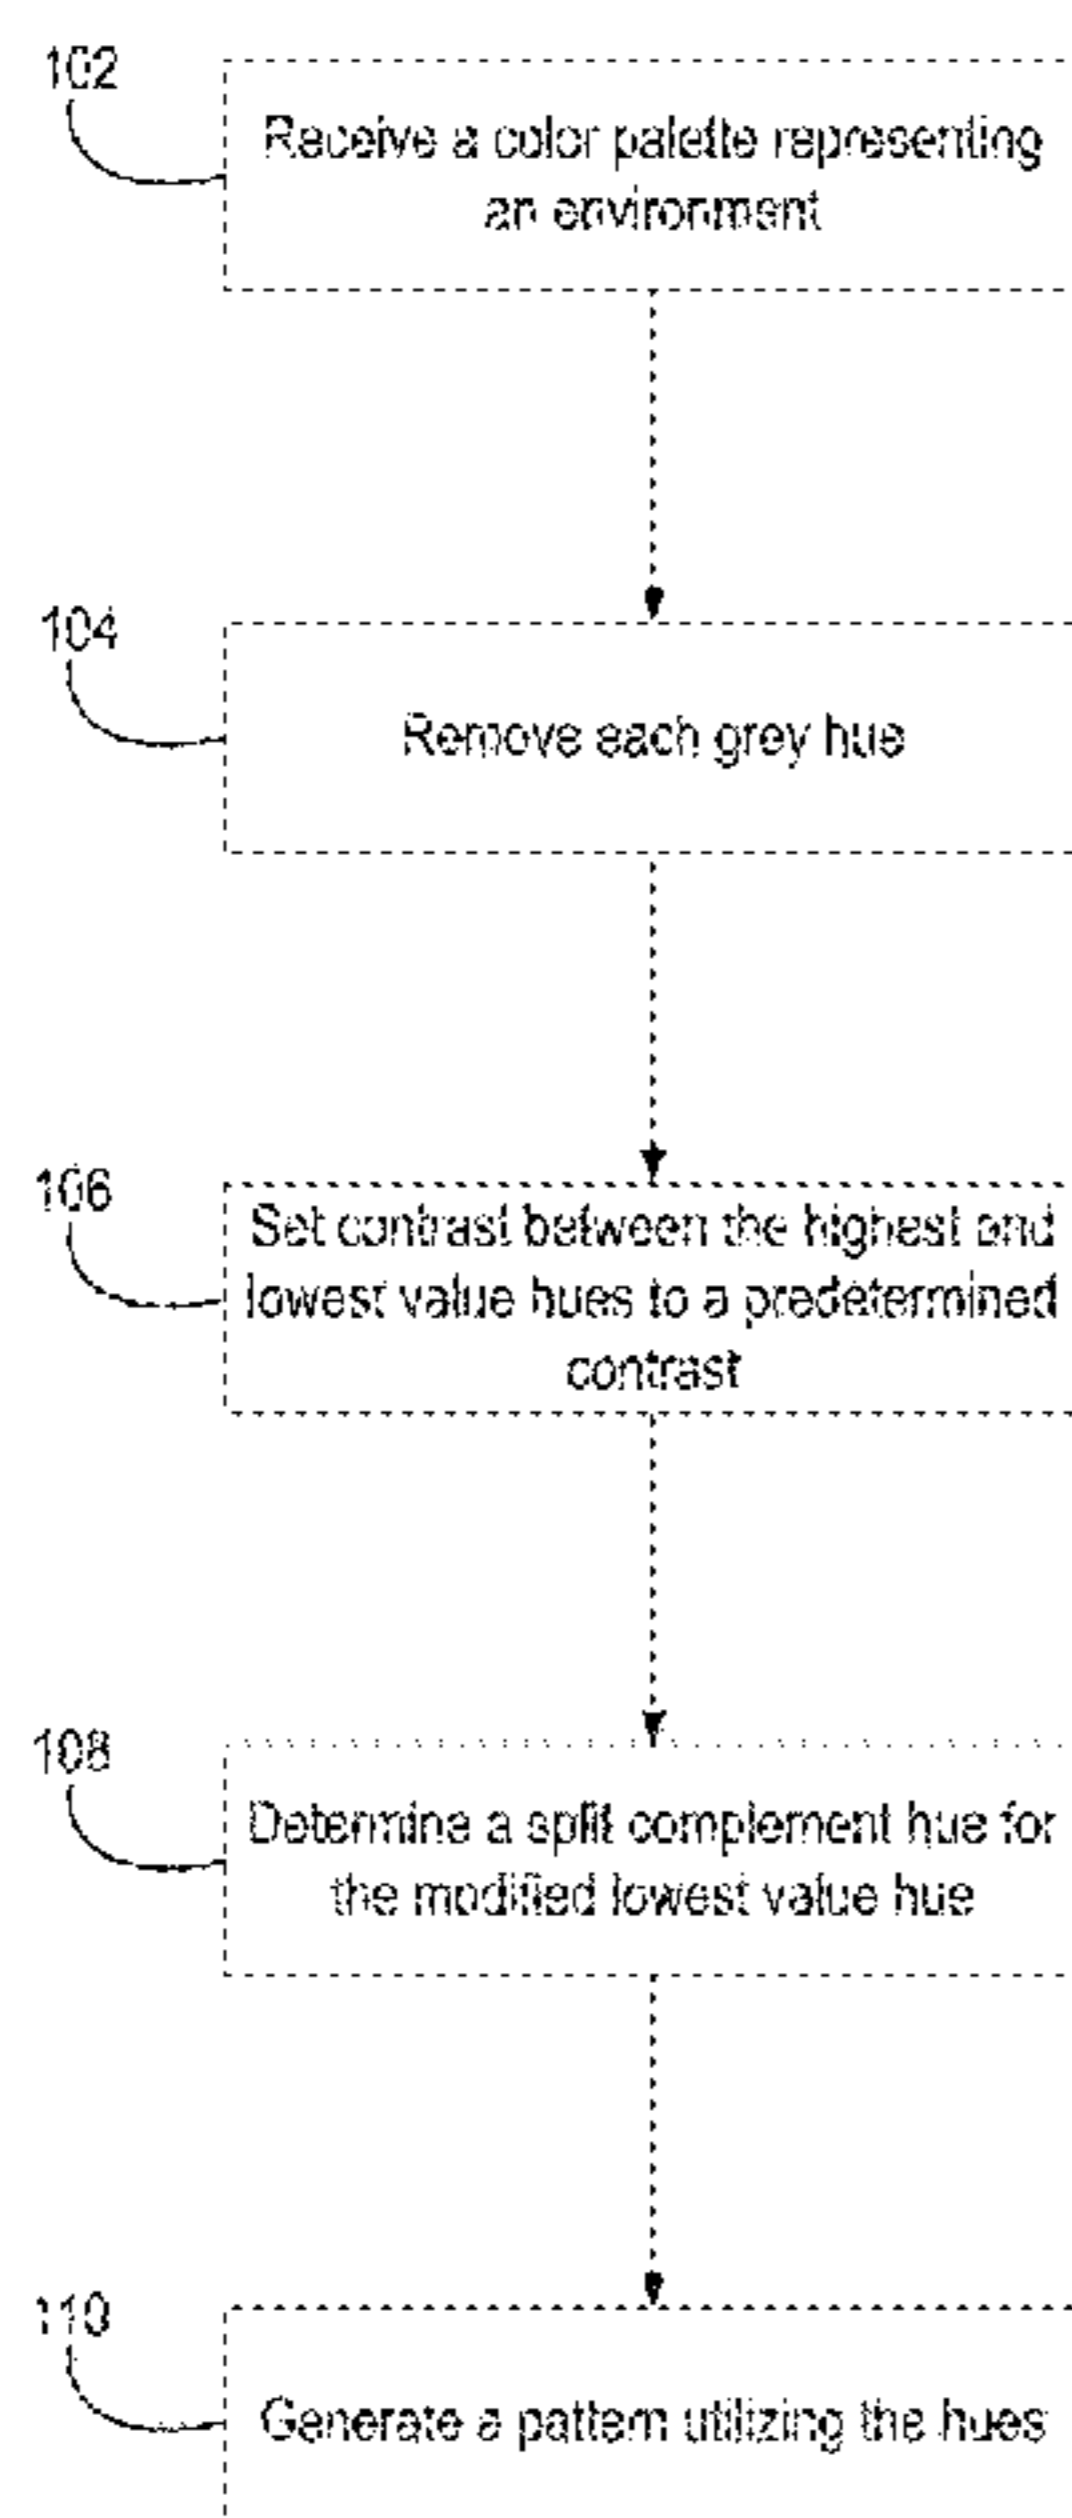 102
Receive a color palette representing
an environment
104
Remove each grey hue
106
Set contrast between the highest and
lowest value hues to a predetermined
contrast
108
Determine a split complement hue for
the modified lowest value hue
110
Generate a pattern utilizing the hues